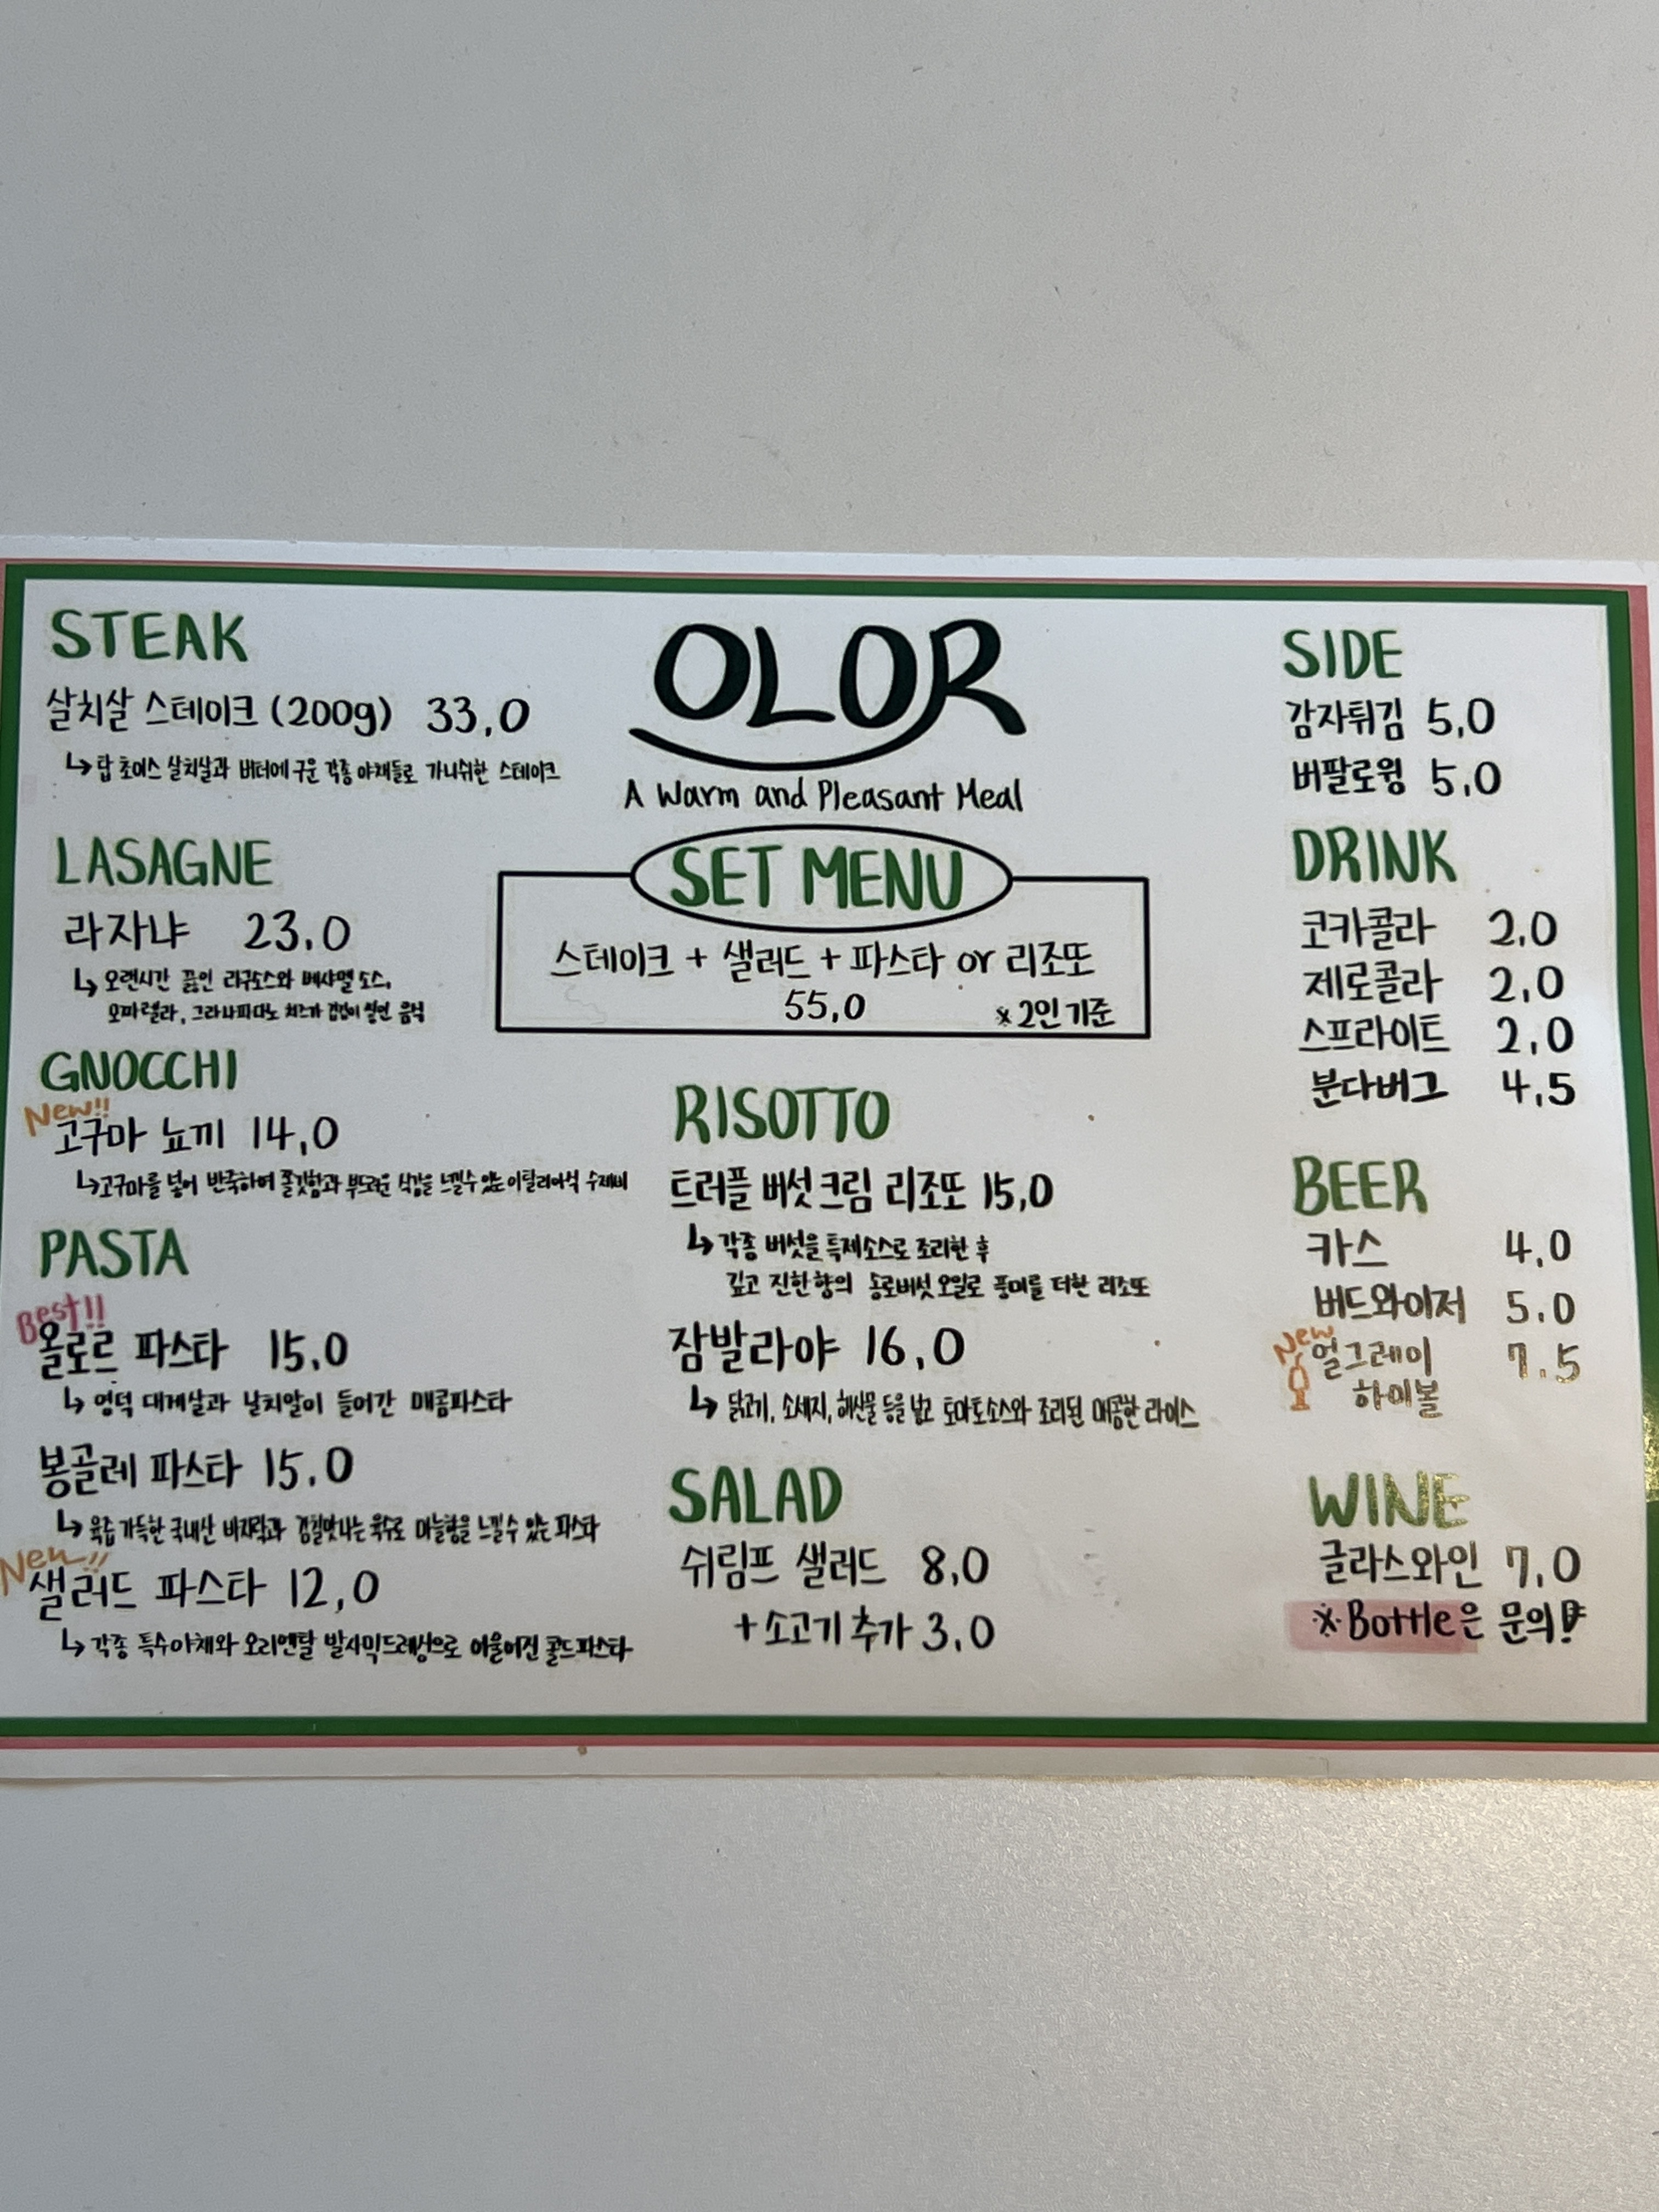 STEAK
살치살 스테이크 (200g) 33.0
↳ 탑 초이스 살치살과 버터에 구운 각종 야채들로 가니쉬한 스테이크
LASAGNE
라자냐 23.0
↳ 오랜시간 끓인 라구소스와 베샤멜 소스,
모짜렐라, 그라나파다노 치즈가 겹겹이 쌓인 음식
GNOCCHI
New!!
고구마 뇨끼 14,0
↳ 고구마를 넣어 반죽하여 쫄깃함과 부드러운 식감을 느낄수 있는 이탈리아식 수제비
PASTA
Best!!
올로르 파스타 15.0
↳ 영덕 대게살과 날치알이 들어간 매콤파스타
봉골레 파스타 15.0
↳ 육즙 가득한 국내산 바지락과 감칠맛나는 육수로 마늘향을 느낄수 있는 파스타
New!!
샐러드 파스타 12,0
↳ 각종 특수야채와 오리엔탈 발사믹드레싱으로 어울어진 콜드파스타
OLOR
A Warm and Pleasant Meal
SET MENU
스테이크 + 샐러드 + 파스타 or 리조또
55,0 ※2인 기준
RISOTTO
트러플 버섯 크림 리조또 15,0
↳ 각종 버섯을 특제소스로 조리한 후
깊고 진한 향의 송로버섯 오일로 풍미를 더한 리조또
잠발라야 16,0
↳ 닭고기, 소세지, 해산물 등을 넣고 토마토소스와 조리된 매콤한 라이스
SALAD
쉬림프 샐러드 8,0
+ 소고기 추가 3,0
SIDE
감자튀김 5,0
버팔로윙 5,0
DRINK
코카콜라 2,0
제로콜라 2,0
스프라이트 2,0
분다버그 4,5
BEER
카스 4,0
버드와이저 5.0
New
얼그레이 7.5
하이볼
WINE
글라스와인 7,0
※Bottle은 문의!